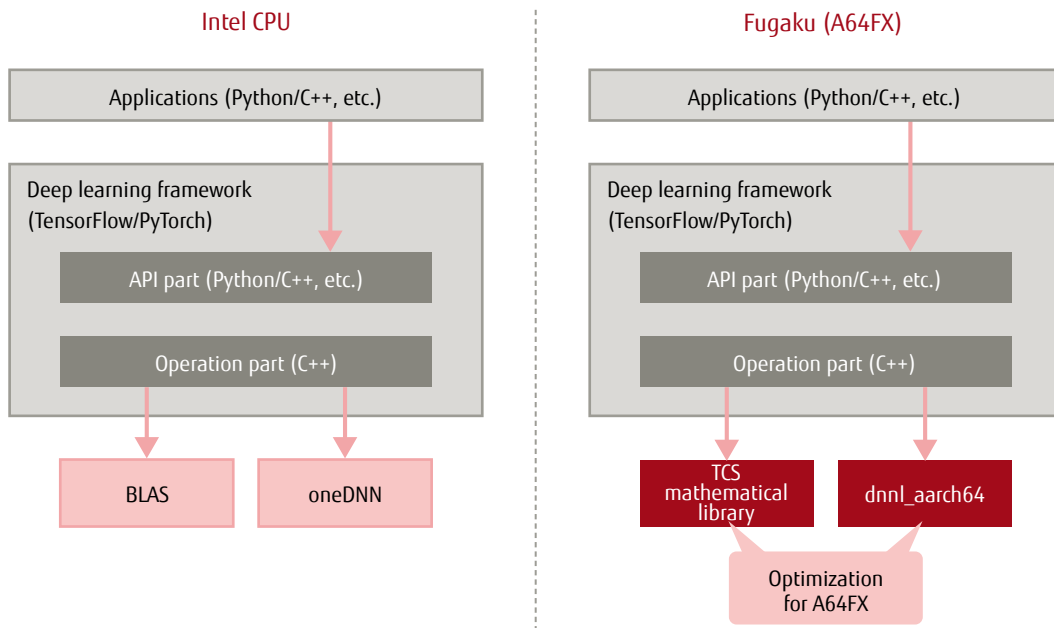 Intel CPU
Applications (Python/C++, etc.)
Deep learning framework
(TensorFlow/PyTorch)
API part (Python/C++, etc.)
Operation part (C++)
BLAS
oneDNN
Fugaku (A64FX)
Applications (Python/C++, etc.)
Deep learning framework
(TensorFlow/PyTorch)
API part (Python/C++, etc.)
Operation part (C++)
TCS
mathematical
library
dnnl_aarch64
Optimization
for A64FX